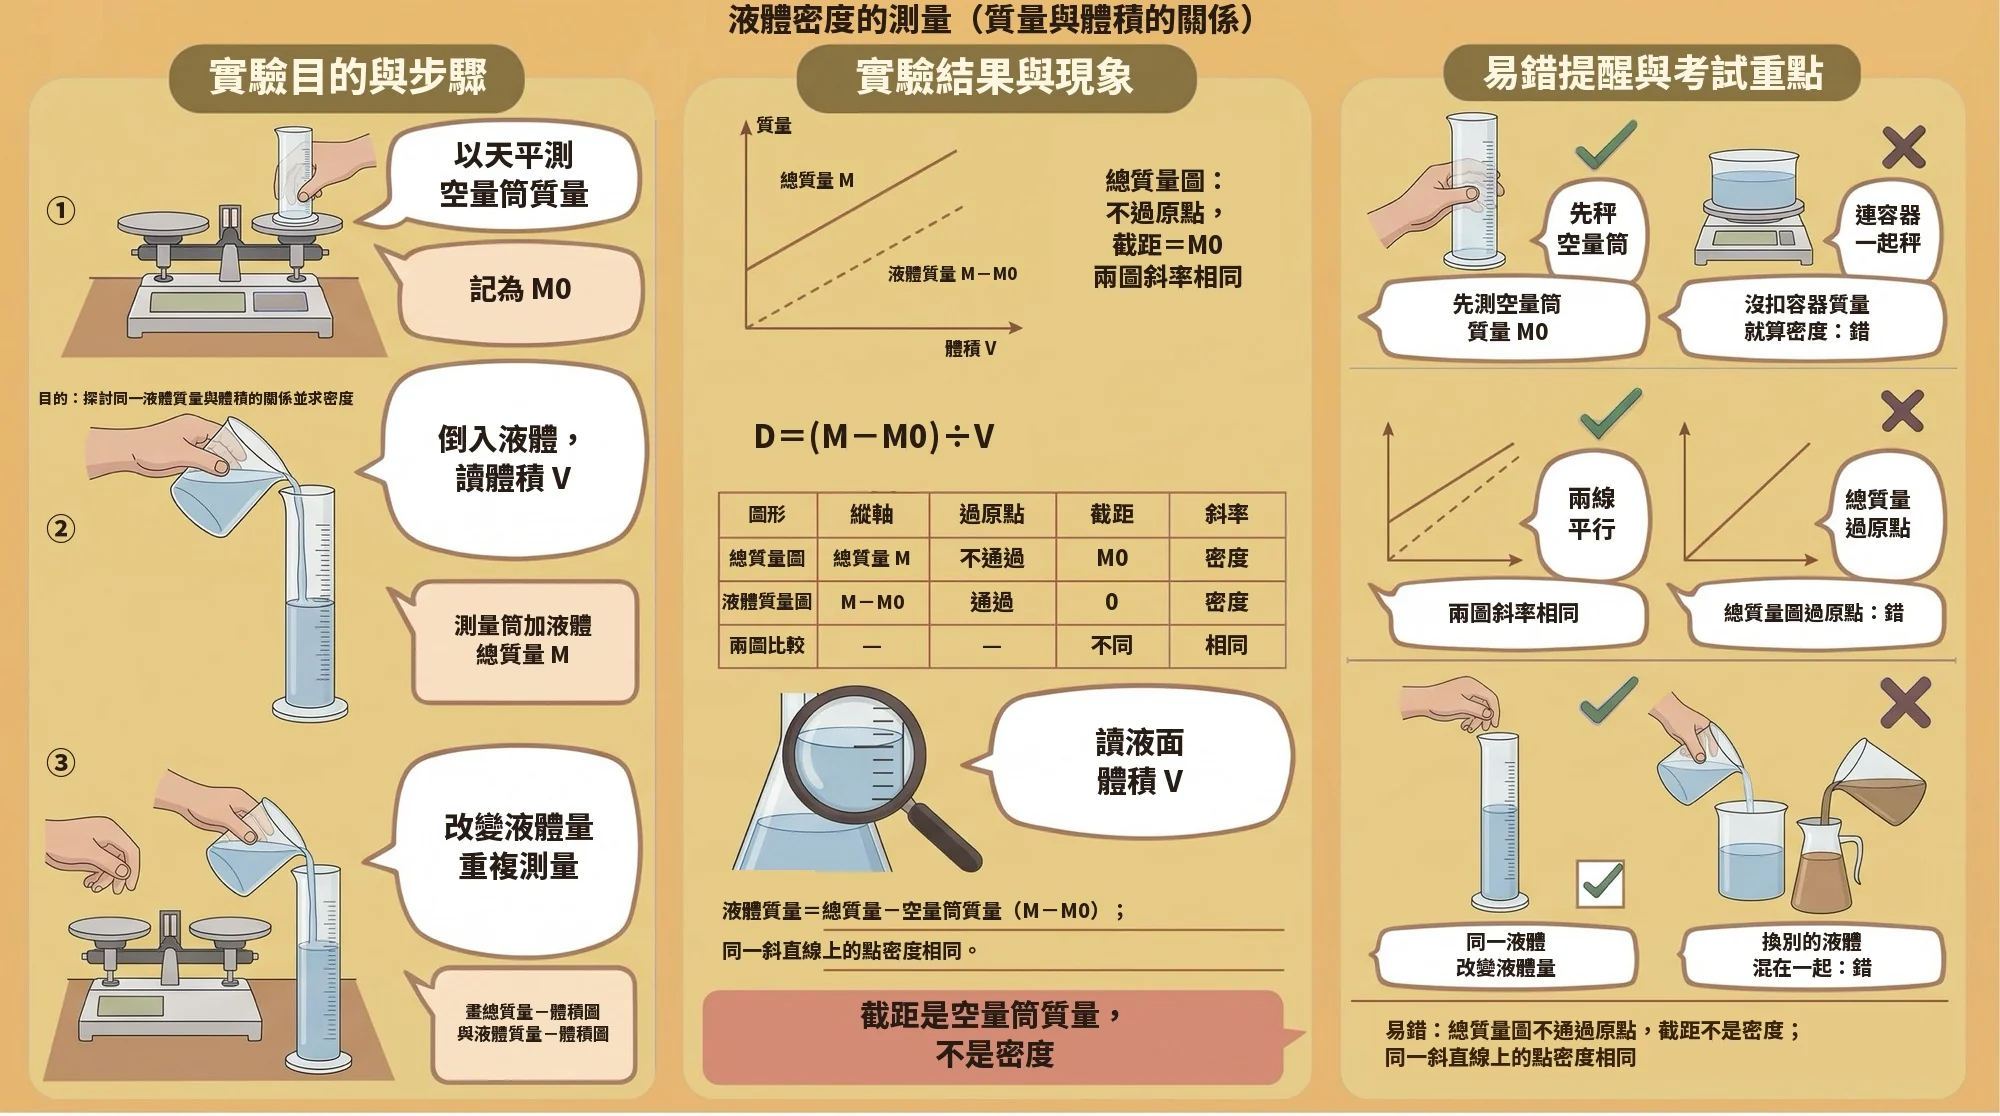 液體密度的測量（質量與體積的關係）
實驗目的與步驟
①
以天平測
空量筒質量
記為 M0
目的：探討同一液體質量與體積的關係並求密度
②
倒入液體，
讀體積 V
測量筒加液體
總質量 M
③
改變液體量
重複測量
畫總質量－體積圖
與液體質量－體積圖
實驗結果與現象
質量
總質量 M
液體質量 M－M0
體積 V
總質量圖：
不過原點，
截距＝M0
兩圖斜率相同
D＝(M－M0)÷V
圖形 縱軸 過原點 截距 斜率
總質量圖 總質量 M 不通過 M0 密度
液體質量圖 M－M0 通過 0 密度
兩圖比較 — — 不同 相同
讀液面
體積 V
液體質量＝總質量－空量筒質量（M－M0）；
同一斜直線上的點密度相同。
截距是空量筒質量，
不是密度
易錯提醒與考試重點
先秤
空量筒
先測空量筒
質量 M0
連容器
一起秤
沒扣容器質量
就算密度：錯
兩線
平行
兩圖斜率相同
總質量
過原點
總質量圖過原點：錯
同一液體
改變液體量
換別的液體
混在一起：錯
易錯：總質量圖不通過原點，截距不是密度；
同一斜直線上的點密度相同